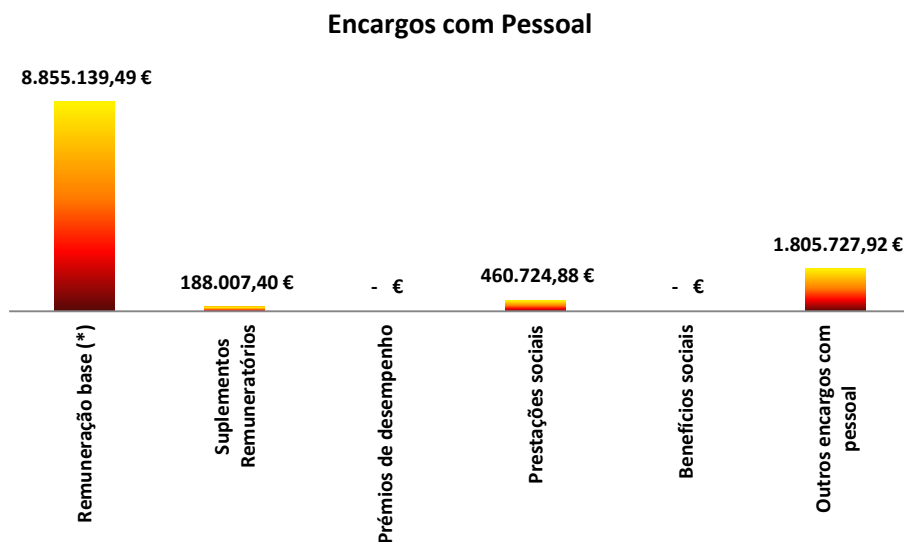 Encargos com Pessoal
8.855.139,49 €
188.007,40 €
- €
460.724,88 €
- €
1.805.727,92 €
Remuneração base (*)
Suplementos
Remuneratórios
Prémios de desempenho
Prestações sociais
Benefícios sociais
Outros encargos com
pessoal